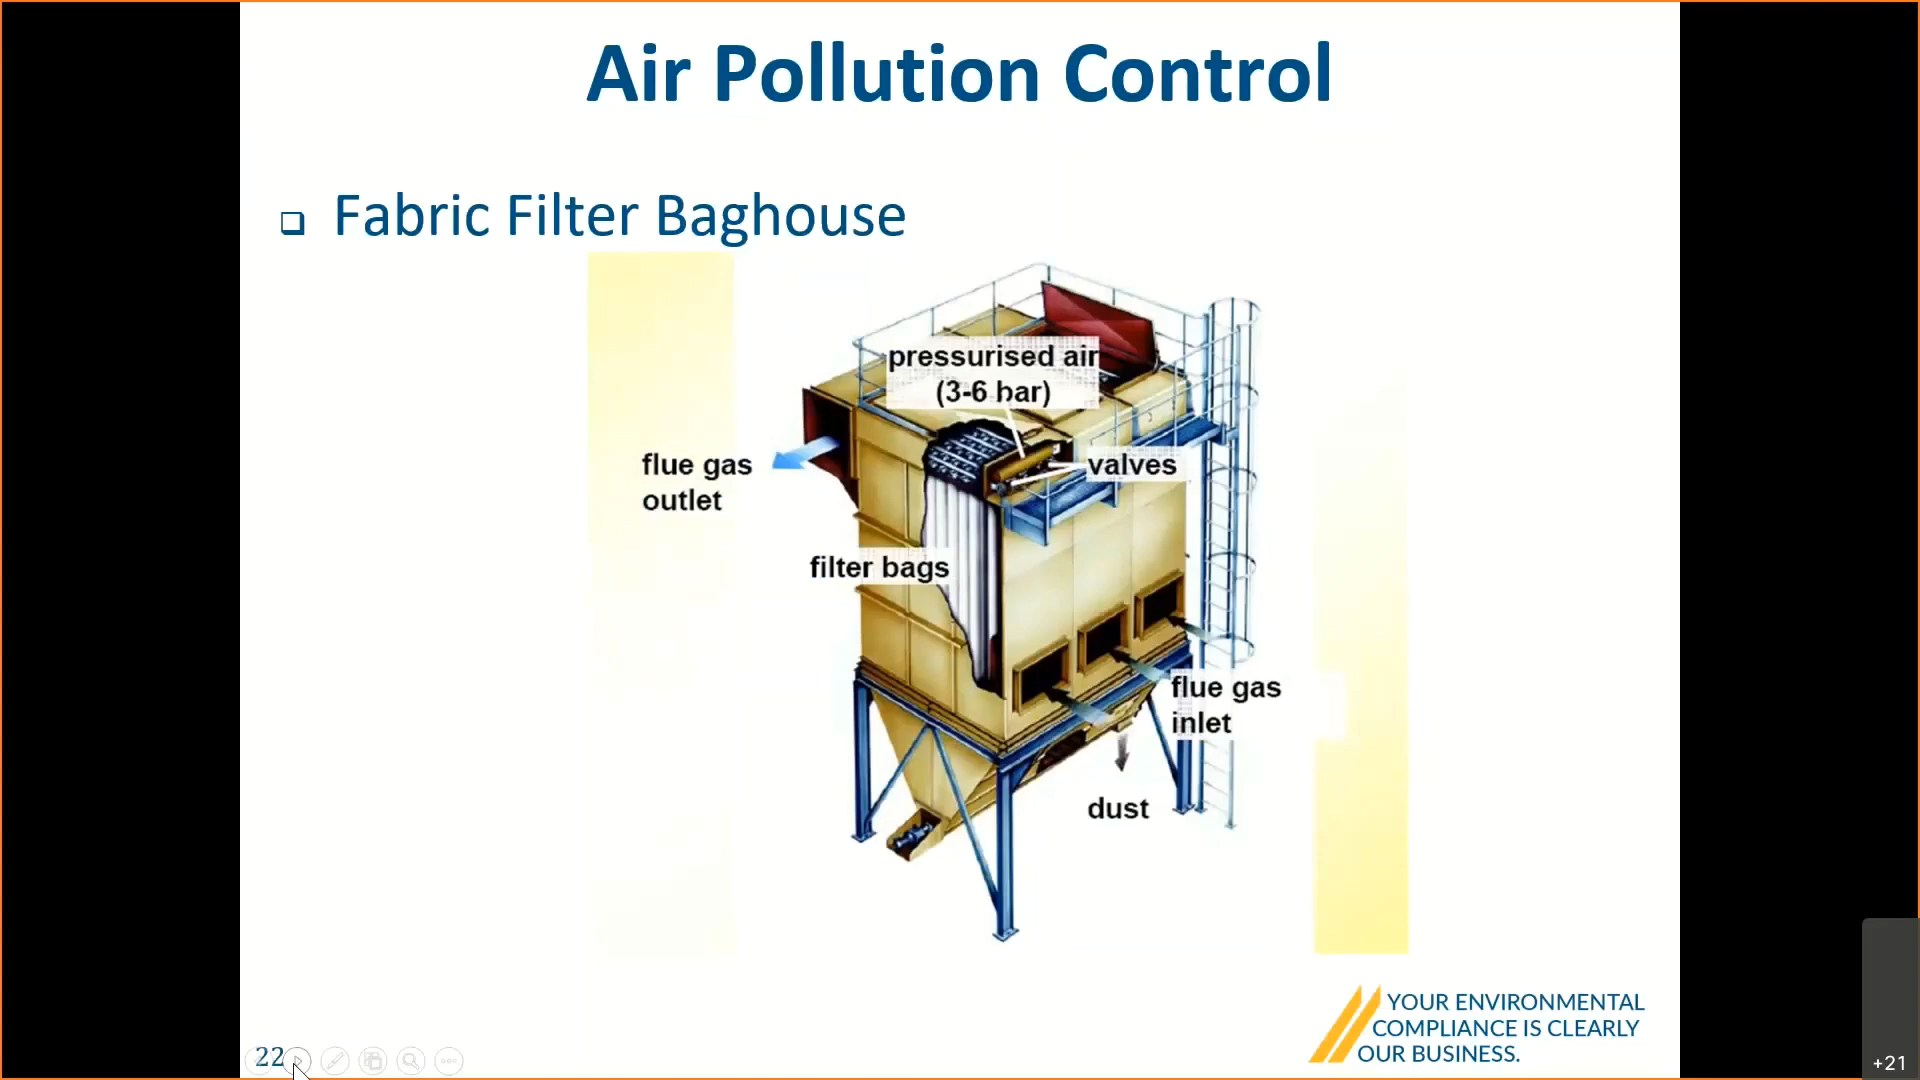 Air Pollution Control
Fabric Filter Baghouse
pressurised air
(3-6 bar)
flue gas
outlet
valves
filter bags
flue gas
inlet
dust
YOUR ENVIRONMENTAL
COMPLIANCE IS CLEARLY
OUR BUSINESS.
22
+21